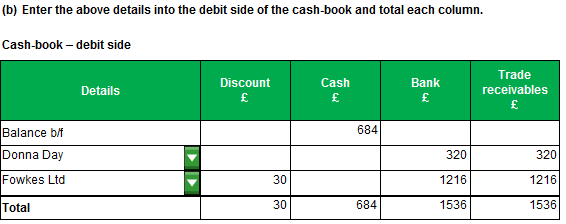 (b) Enter the above details into the debit side of the cash-book and total each column.
Cash-book – debit side
Details Discount £ Cash £ Bank £ Trade receivables £
Balance b/f 684
Donna Day 320 320
Fowkes Ltd 30 1216 1216
Total 30 684 1536 1536